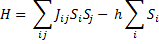 H = ∑_{ij} J_{ij} S_i S_j − h ∑_i S_i